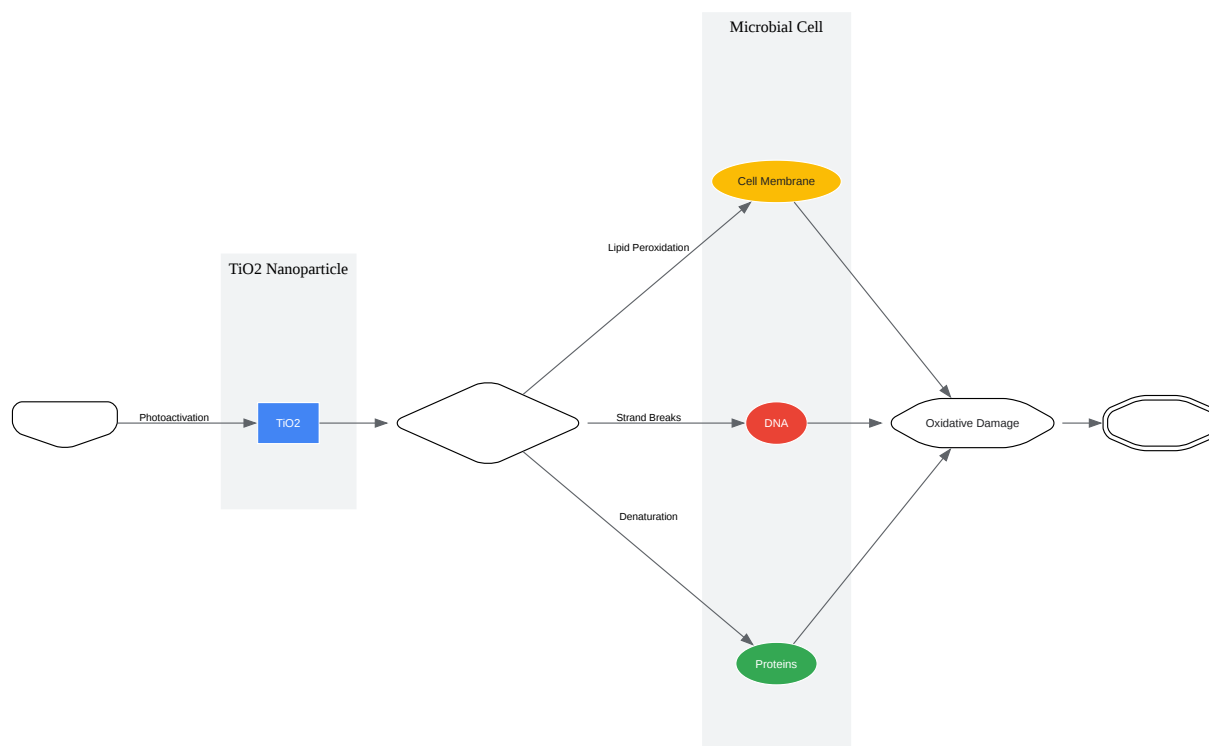 Microbial Cell
Cell Membrane
Lipid Peroxidation
TiO2 Nanoparticle
Photoactivation
TiO2
Strand Breaks
DNA
Oxidative Damage
Denaturation
Proteins